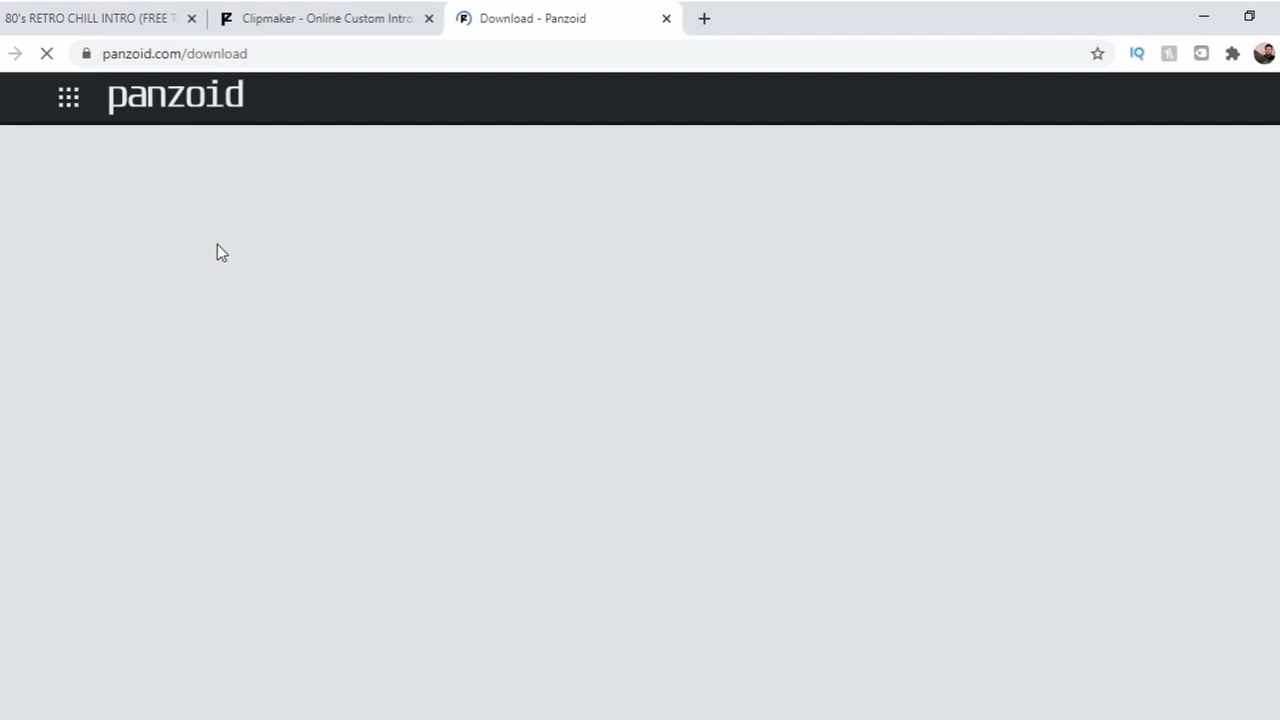 80's RETRO CHILL INTRO (FREE T
Clipmaker - Online Custom Intro
Download - Panzoid
panzoid.com/download
IQ
panzoid